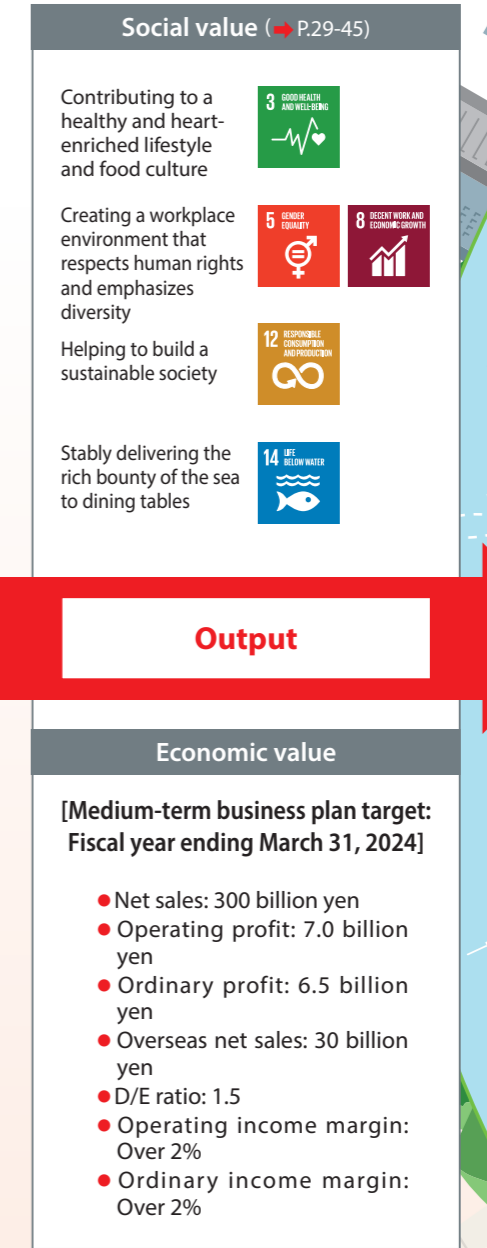 Social value (➡ P.29-45)
Contributing to a
healthy and heart-
enriched lifestyle
and food culture
3 GOOD HEALTH
AND WELL-BEING
Creating a workplace
environment that
respects human rights
and emphasizes
diversity
5 GENDER
EQUALITY
8 DECENT WORK AND
ECONOMIC GROWTH
Helping to build a
sustainable society
12 RESPONSIBLE
CONSUMPTION
AND PRODUCTION
Stably delivering the
rich bounty of the sea
to dining tables
14 LIFE
BELOW WATER
Output
Economic value
[Medium-term business plan target:
Fiscal year ending March 31, 2024]
● Net sales: 300 billion yen
● Operating profit: 7.0 billion
yen
● Ordinary profit: 6.5 billion
yen
● Overseas net sales: 30 billion
yen
● D/E ratio: 1.5
● Operating income margin:
Over 2%
● Ordinary income margin:
Over 2%